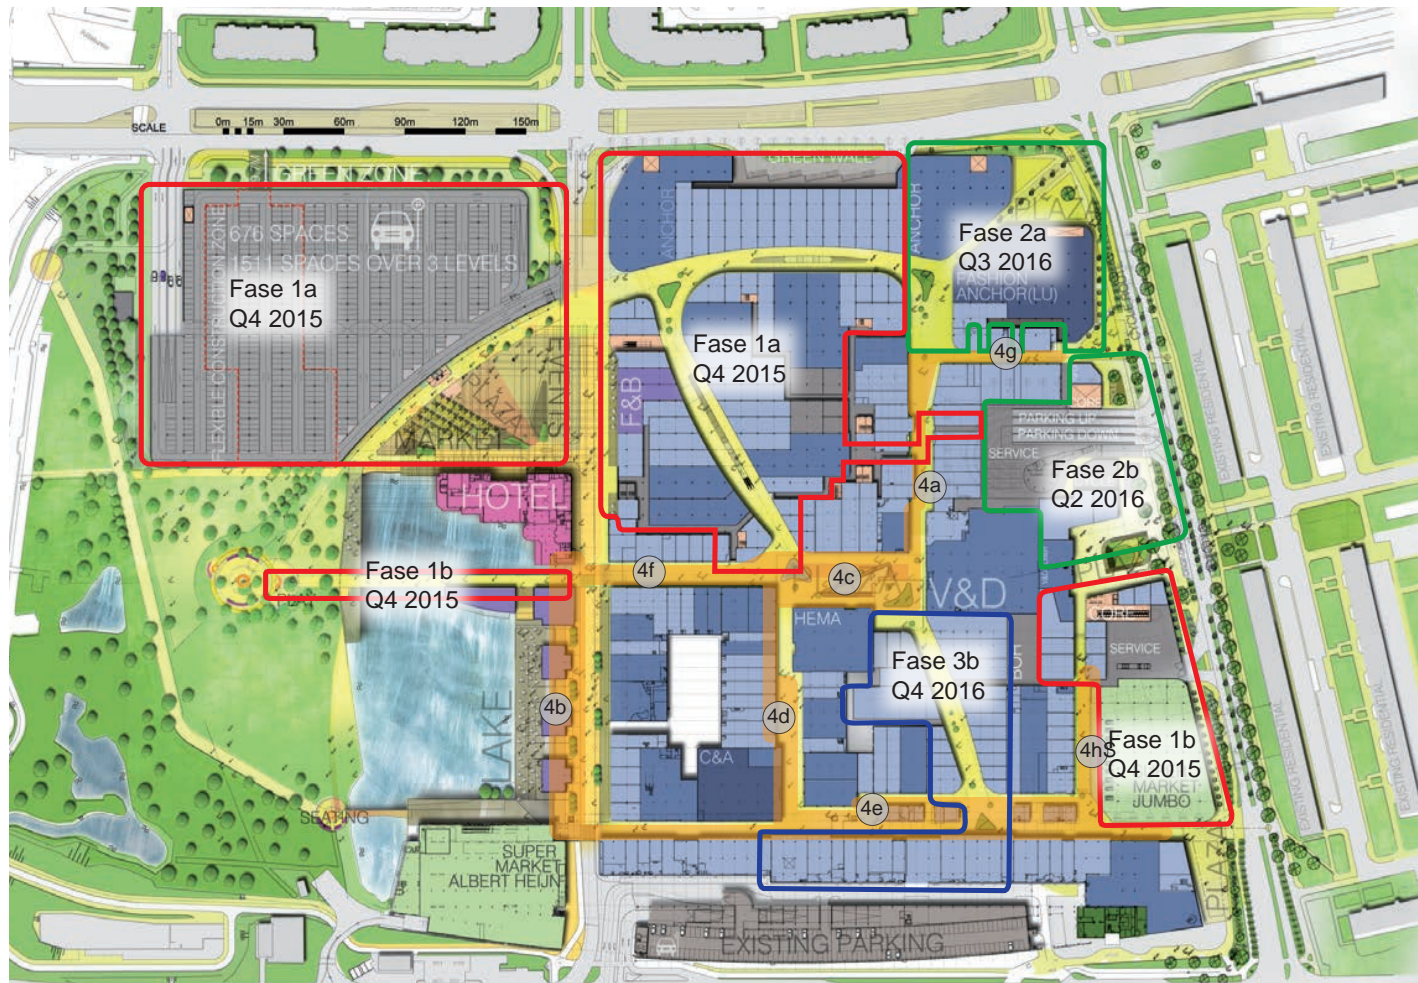 SCALE
0m 15m 30m 60m 90m 120m 150m
GREEN ZONE
GREEN WALL
FLEXIBLE CONSTRUCTION ZONE
676 SPACES
1511 SPACES OVER 3 LEVELS
Fase 1a
Q4 2015
ANCHOR
ANCHOR
Fase 2a
Q3 2016
FASHION
ANCHOR(LU)
Fase 1a
Q4 2015
F&B
4g
EVENTS
PLAZA
MARKET
PARKING UP
PARKING DOWN
SERVICE
Fase 2b
Q2 2016
4a
HOTEL
Fase 1b
Q4 2015
PLAY
4f
4c
V&D
HEMA
CORE
SERVICE
Fase 3b
Q4 2016
4b
LAKE
4d
C&A
4hS
Fase 1b
Q4 2015
MARKET
JUMBO
4e
SEATING
SUPER
MARKET
ALBERT HEIJN
EXISTING PARKING
PLAZA
EXISTING RESIDENTIAL
EXISTING RESIDENTIAL
EXISTING RESIDENTIAL
EXISTING RESIDENTIAL